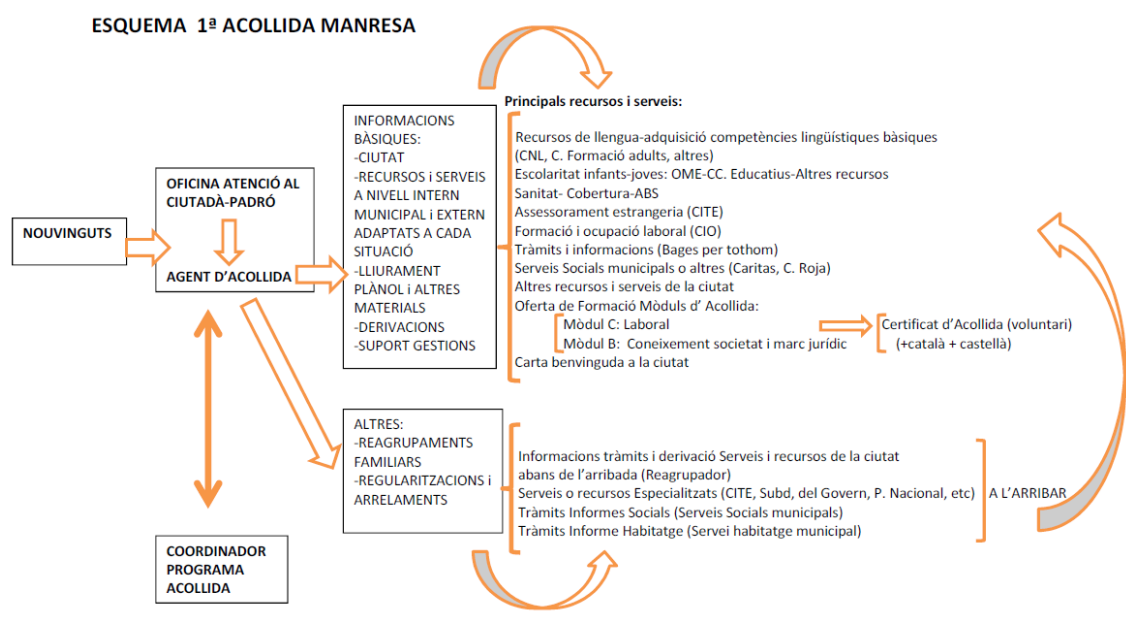 ESQUEMA 1ª ACOLLIDA MANRESA
NOUVINGUTS
OFICINA ATENCIÓ AL
CIUTADÀ-PADRÓ
AGENT D’ACOLLIDA
COORDINADOR
PROGRAMA
ACOLLIDA
INFORMACIONS
BÀSIQUES:
-CIUTAT
-RECURSOS i SERVEIS
A NIVELL INTERN
MUNICIPAL i EXTERN
ADAPTATS A CADA
SITUACIÓ
-LLIURAMENT
PLÀNOL i ALTRES
MATERIALS
-DERIVACIONS
-SUPORT GESTIONS
Principals recursos i serveis:
Recursos de llengua-adquisició competències lingüístiques bàsiques
(CNL, C. Formació adults, altres)
Escolaritat infants-joves: OME-CC. Educatius-Altres recursos
Sanitat- Cobertura-ABS
Assessorament estrangeria (CITE)
Formació i ocupació laboral (CIO)
Tràmits i informacions (Bages per tothom)
Serveis Socials municipals o altres (Caritas, C. Roja)
Altres recursos i serveis de la ciutat
Oferta de Formació Mòduls d’ Acollida:
Mòdul C: Laboral
Mòdul B: Coneixement societat i marc jurídic
Certificat d’Acollida (voluntari)
(+català + castellà)
Carta benvinguda a la ciutat
ALTRES:
-REAGRUPAMENTS
FAMILIARS
-REGULARITZACIONS i
ARRELAMENTS
Informacions tràmits i derivació Serveis i recursos de la ciutat
abans de l’arribada (Reagrupador)
Serveis o recursos Especialitzats (CITE, Subd, del Govern, P. Nacional, etc)
Tràmits Informes Socials (Serveis Socials municipals)
Tràmits Informe Habitatge (Servei habitatge municipal)
A L’ARRIBAR